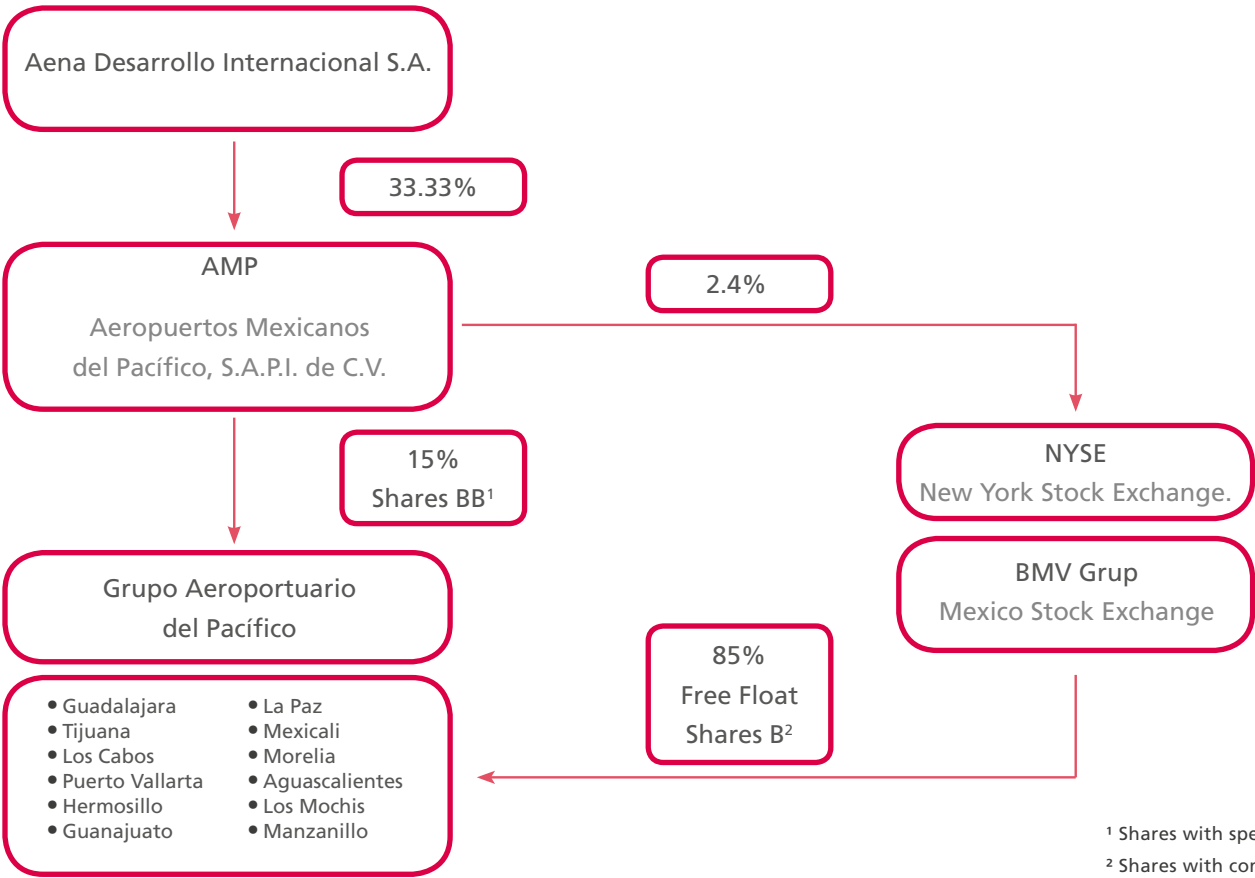 Aena Desarrollo Internacional S.A.
33.33%
AMP
Aeropuertos Mexicanos
del Pacífico, S.A.P.I. de C.V.
2.4%
15%
Shares BB¹
NYSE
New York Stock Exchange.
BMV Grup
Mexico Stock Exchange
Grupo Aeroportuario
del Pacífico
85%
Free Float
Shares B²
• Guadalajara
• Tijuana
• Los Cabos
• Puerto Vallarta
• Hermosillo
• Guanajuato
• La Paz
• Mexicali
• Morelia
• Aguascalientes
• Los Mochis
• Manzanillo
¹ Shares with
² Shares with